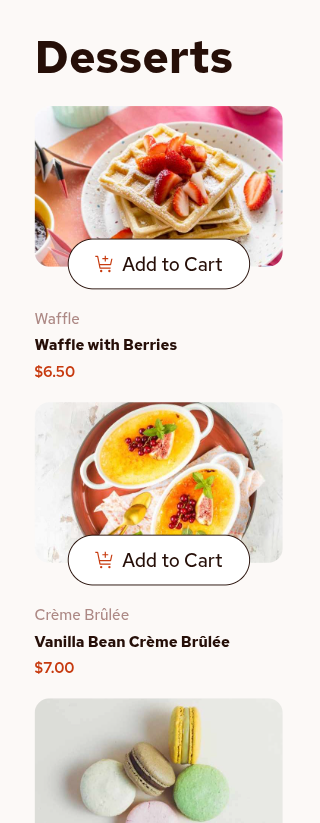 Desserts
Add to Cart
Waffle
Waffle with Berries
$6.50
Add to Cart
Crème Brûlée
Vanilla Bean Crème Brûlée
$7.00